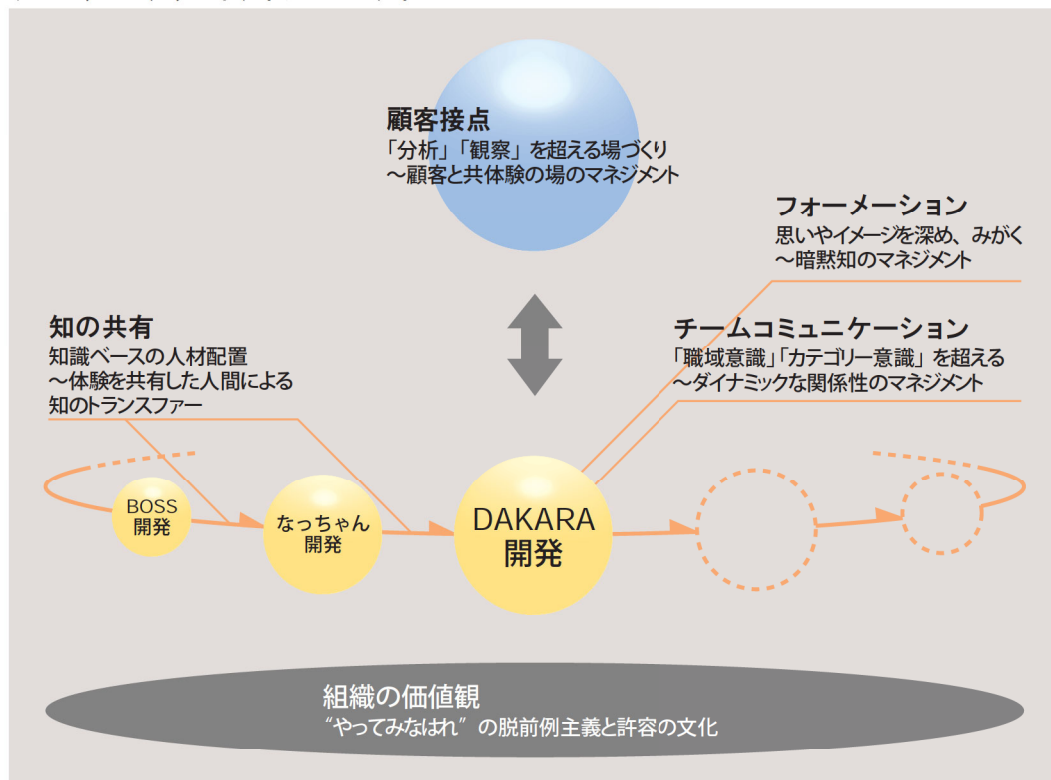 顧客接点
「分析」「観察」を超える場づくり
～顧客と共体験の場のマネジメント
フォーメーション
思いやイメージを深め、みがく
～暗黙知のマネジメント
知の共有
知識ベースの人材配置
～体験を共有した人間による
知のトランスファー
チームコミュニケーション
「職域意識」「カテゴリー意識」を超える
～ダイナミックな関係性のマネジメント
BOSS
開発
なっちゃん
開発
DAKARA
開発
組織の価値観
“やってみなはれ”の脱前例主義と許容の文化